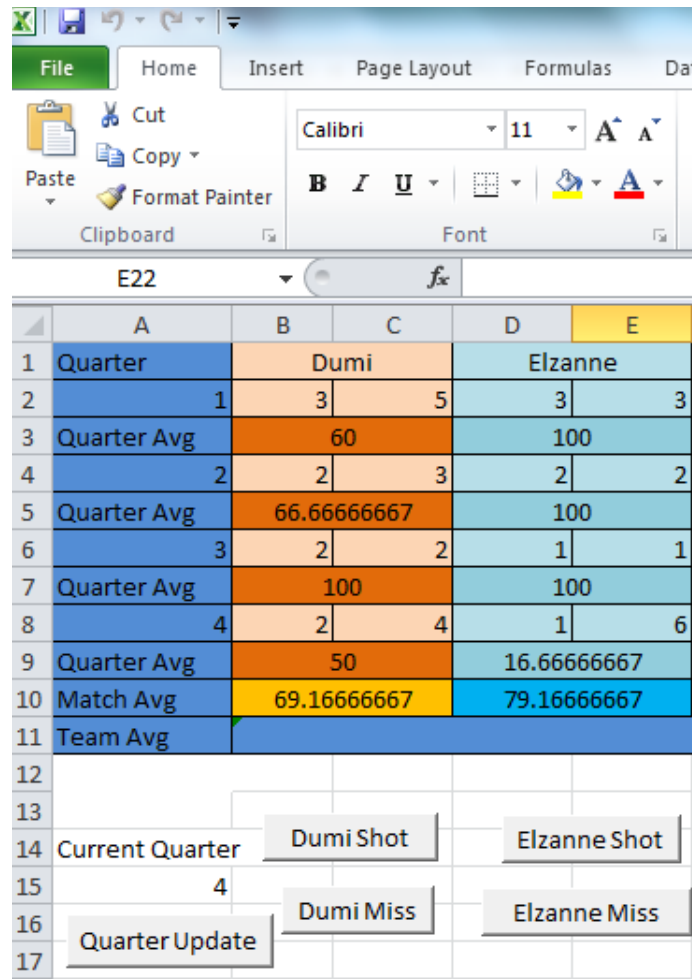 File Home Insert Page Layout Formulas Da
Cut
Copy
Format Painter
Paste
Calibri 11 A A
B I U A
Clipboard Font
E22 fx
A B C D E
1 Quarter Dumi Elzanne
2 1 3 5 3 3
3 Quarter Avg 60 100
4 2 2 3 2 2
5 Quarter Avg 66.66666667 100
6 3 2 2 1 1
7 Quarter Avg 100 100
8 4 2 4 1 6
9 Quarter Avg 50 16.66666667
10 Match Avg 69.16666667 79.16666667
11 Team Avg
12
13
14 Current Quarter Dumi Shot Elzanne Shot
15 4
16 Dumi Miss Elzanne Miss
17 Quarter Update